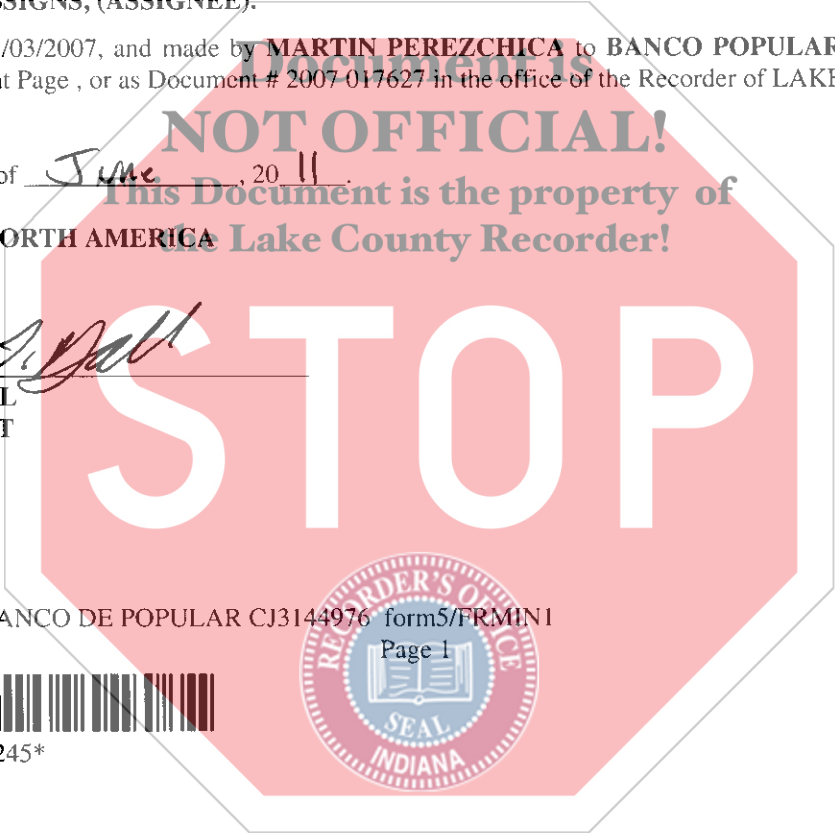 SSIGNS, (ASSIGNEE).
/03/2007, and made by MARTIN PEREZCHICA to BANCO POPULAR
Document is
at Page , or as Document # 2007 017627 in the office of the Recorder of LAKE
NOT OFFICIAL!
of June , 20 11 .
This Document is the property of
ORTH AMERICA
the Lake County Recorder!
STOP
L
T
RECORDER'S OFFICE
ANCO DE POPULAR CJ3144976 form5/FRMIN1
Page 1
SEAL
INDIANA
245*